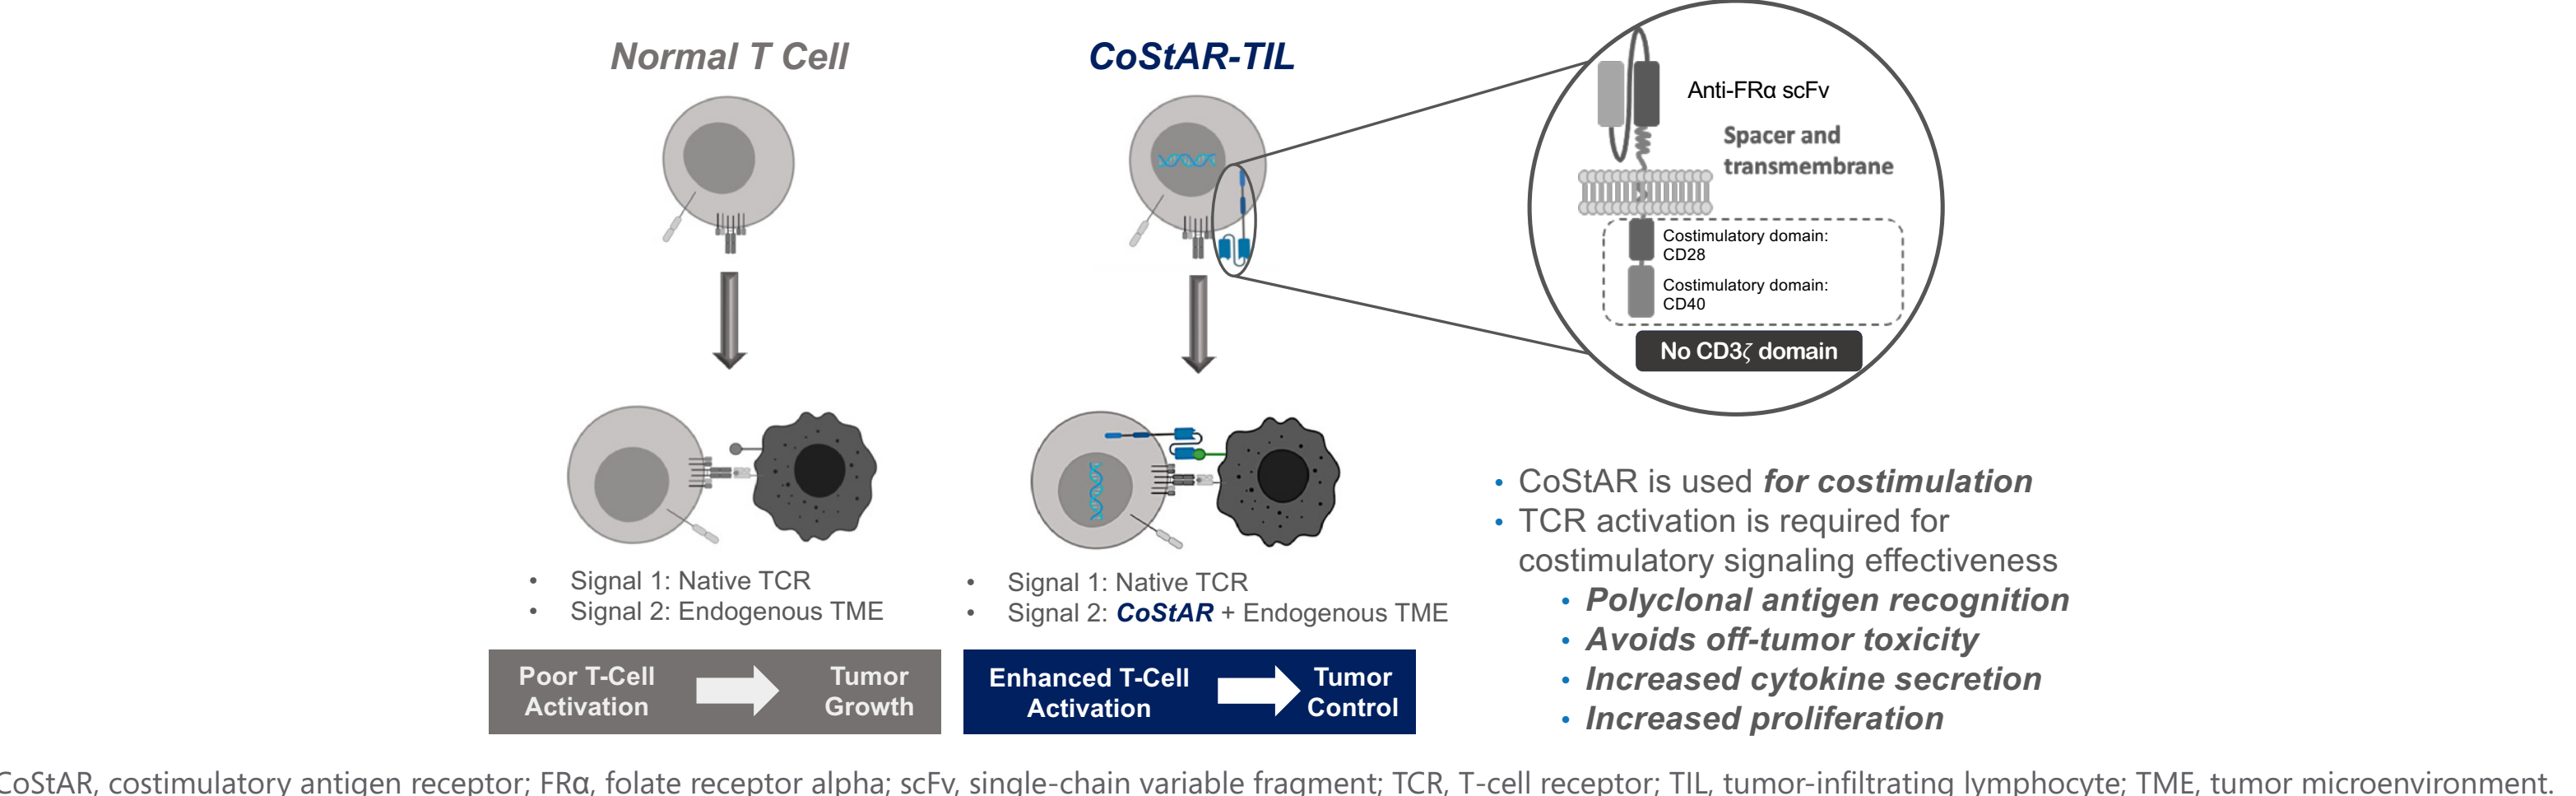 Normal T Cell
CoStAR-TIL
Anti-FRα scFv
Spacer and
transmembrane
Costimulatory domain:
CD28
Costimulatory domain:
CD40
No CD3ζ domain
• Signal 1: Native TCR
• Signal 2: Endogenous TME
Poor T-Cell
Activation
Tumor
Growth
• Signal 1: Native TCR
• Signal 2: CoStAR + Endogenous TME
Enhanced T-Cell
Activation
Tumor
Control
• CoStAR is used for costimulation
• TCR activation is required for
costimulatory signaling effectiveness
• Polyclonal antigen recognition
• Avoids off-tumor toxicity
• Increased cytokine secretion
• Increased proliferation
CoStAR, costimulatory antigen receptor; FRα, folate receptor alpha; scFv, single-chain variable fragment; TCR, T-cell receptor; TIL, tumor-infiltrating lymphocyte; TME, tumor microenvironment.